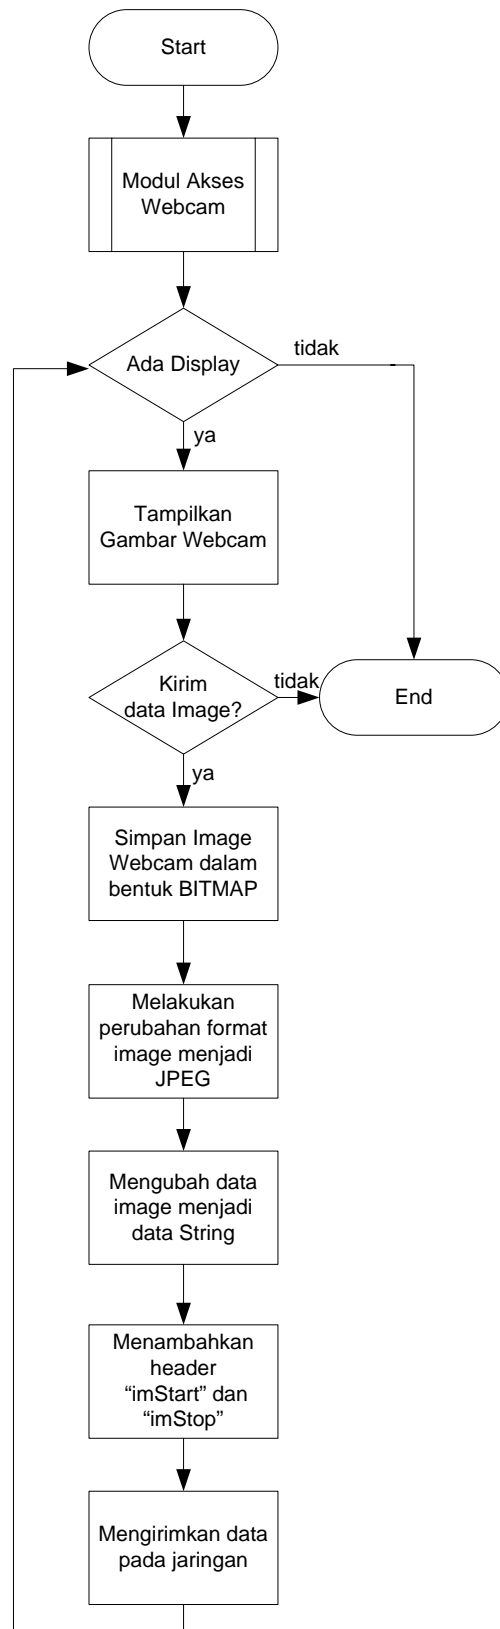 Start
Modul Akses
Webcam
Ada Display
tidak
ya
Tampilkan
Gambar Webcam
Kirim
data Image?
tidak
End
ya
Simpan Image
Webcam dalam
bentuk BITMAP
Melakukan
perubahan format
image menjadi
JPEG
Mengubah data
image menjadi
data String
Menambahkan
header
“imStart” dan
“imStop”
Mengirimkan data
pada jaringan